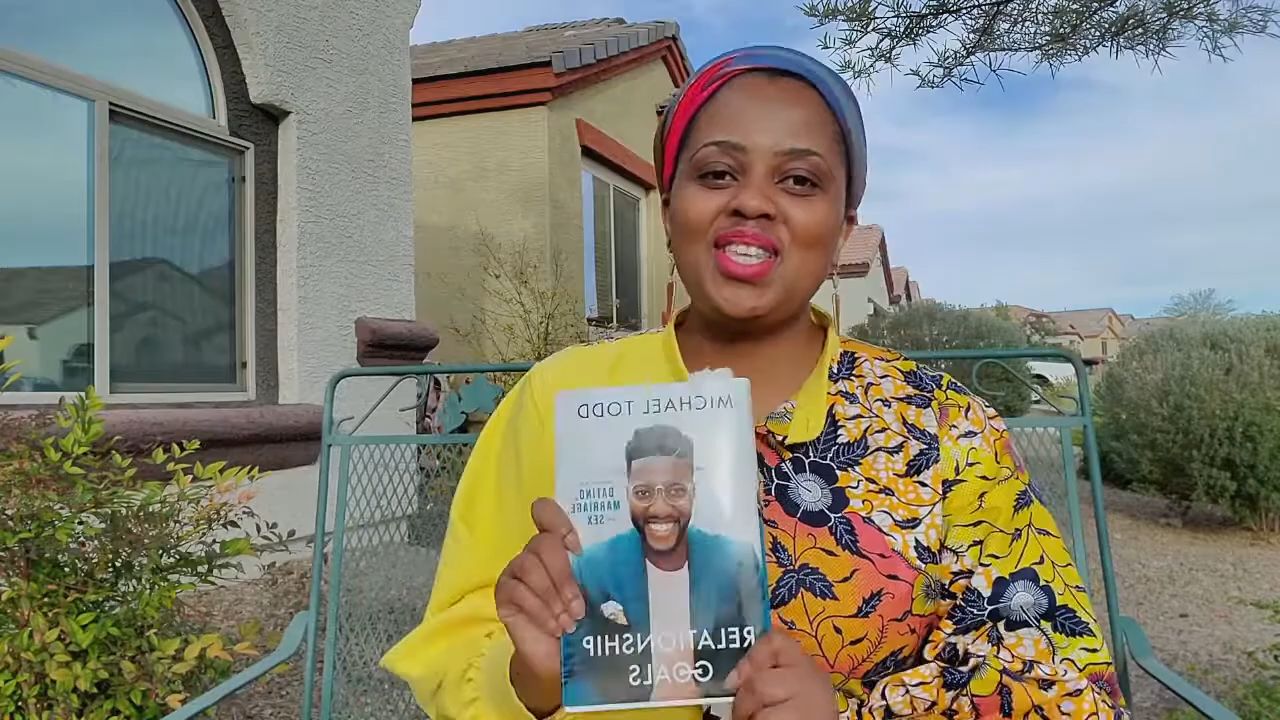 MICHAEL TODD
DATING,
MARRIAGE,
SEX
RELATIONSHIP
GOALS